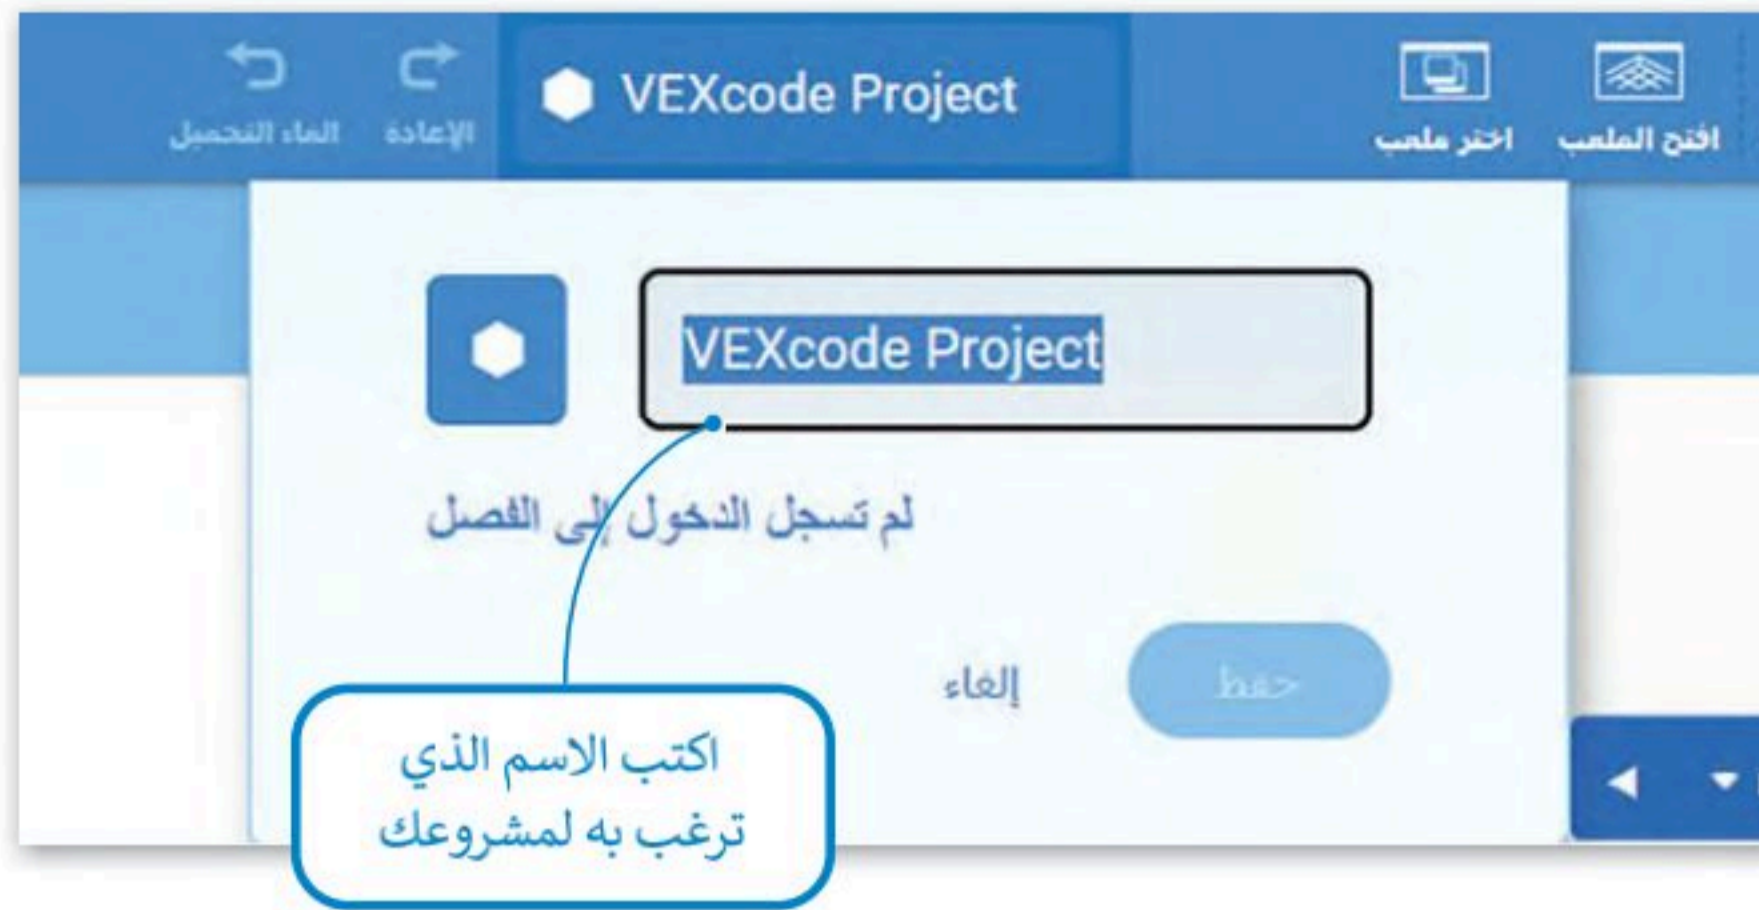 افتح الملعب
اختر ملعب
VEXcode Project
الإعادة
الغاء التحميل
VEXcode Project
لم تسجل الدخول إلى الفصل
حفظ
إلغاء
اكتب الاسم الذي
ترغب به لمشروعك